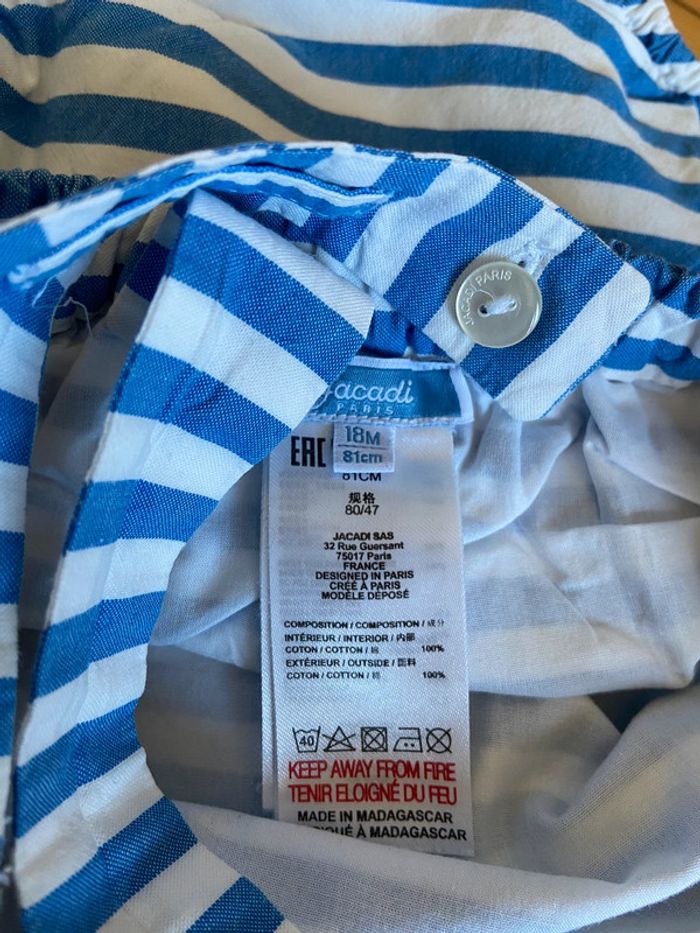 JACADI PARIS
Jacadi
PARIS
18M
81cm
EAC
81CM
规格
80/47
JACADI SAS
32 Rue Guersant
75017 Paris
FRANCE
DESIGNED IN PARIS
CRÉÉ À PARIS
MODÈLE DÉPOSÉ
COMPOSITION / COMPOSITION / 成分
INTÉRIEUR / INTERIOR / 内部
COTON / COTTON / 棉 100%
EXTÉRIEUR / OUTSIDE / 面料
COTON / COTTON / 棉 100%
40
KEEP AWAY FROM FIRE
TENIR ELOIGNÉ DU FEU
MADE IN MADAGASCAR
À MADAGASCAR